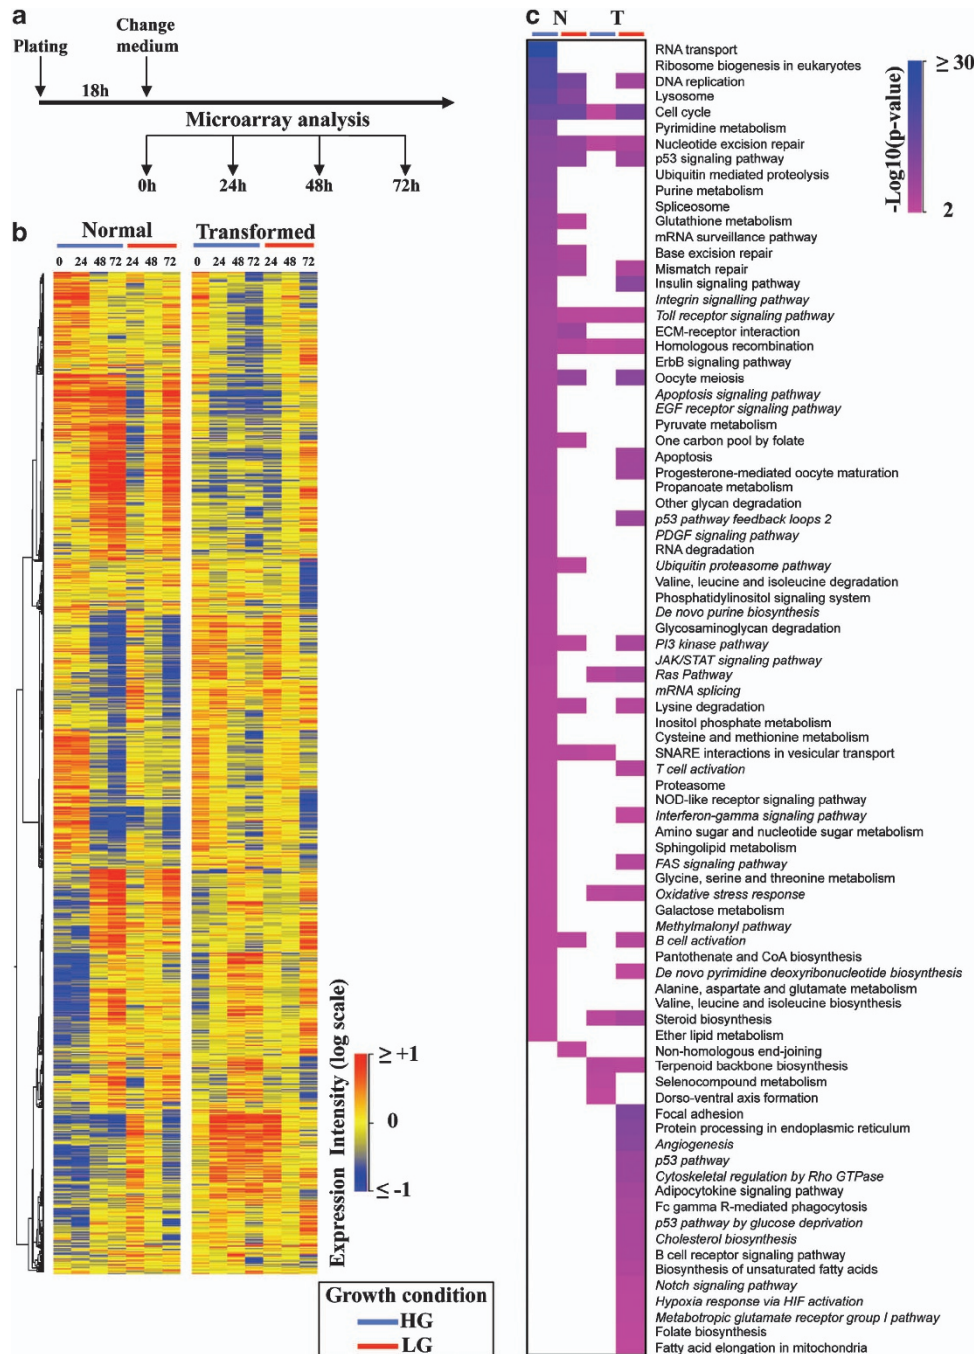 a
Plating
Change
medium
18h
Microarray analysis
0h 24h 48h 72h
b
Normal Transformed
0 24 48 72 24 48 72 0 24 48 72 24 48 72
Expression Intensity (log scale)
≥ +1
0
≤ -1
Growth condition
HG
LG
c
N T
-Log10(p-value)
≥ 30
2
RNA transport
Ribosome biogenesis in eukaryotes
DNA replication
Lysosome
Cell cycle
Pyrimidine metabolism
Nucleotide excision repair
p53 signaling pathway
Ubiquitin mediated proteolysis
Purine metabolism
Spliceosome
Glutathione metabolism
mRNA surveillance pathway
Base excision repair
Mismatch repair
Insulin signaling pathway
Integrin signalling pathway
Toll receptor signaling pathway
ECM-receptor interaction
Homologous recombination
ErbB signaling pathway
Oocyte meiosis
Apoptosis signaling pathway
EGF receptor signaling pathway
Pyruvate metabolism
One carbon pool by folate
Apoptosis
Progesterone-mediated oocyte maturation
Propanoate metabolism
Other glycan degradation
p53 pathway feedback loops 2
PDGF signaling pathway
RNA degradation
Ubiquitin proteasome pathway
Valine, leucine and isoleucine degradation
Phosphatidylinositol signaling system
De novo purine biosynthesis
Glycosaminoglycan degradation
PI3 kinase pathway
JAK/STAT signaling pathway
Ras Pathway
mRNA splicing
Lysine degradation
Inositol phosphate metabolism
Cysteine and methionine metabolism
SNARE interactions in vesicular transport
T cell activation
Proteasome
NOD-like receptor signaling pathway
Interferon-gamma signaling pathway
Amino sugar and nucleotide sugar metabolism
Sphingolipid metabolism
FAS signaling pathway
Glycine, serine and threonine metabolism
Oxidative stress response
Galactose metabolism
Methylmalonyl pathway
B cell activation
Pantothenate and CoA biosynthesis
De novo pyrimidine deoxyribonucleotide biosynthesis
Alanine, aspartate and glutamate metabolism
Valine, leucine and isoleucine biosynthesis
Steroid biosynthesis
Ether lipid metabolism
Non-homologous end-joining
Terpenoid backbone biosynthesis
Selenocompound metabolism
Dorso-ventral axis formation
Focal adhesion
Protein processing in endoplasmic reticulum
Angiogenesis
p53 pathway
Cytoskeletal regulation by Rho GTPase
Adipocytokine signaling pathway
Fc gamma R-mediated phagocytosis
p53 pathway by glucose deprivation
Cholesterol biosynthesis
B cell receptor signaling pathway
Biosynthesis of unsaturated fatty acids
Notch signaling pathway
Hypoxia response via HIF activation
Metabotropic glutamate receptor group I pathway
Folate biosynthesis
Fatty acid elongation in mitochondria